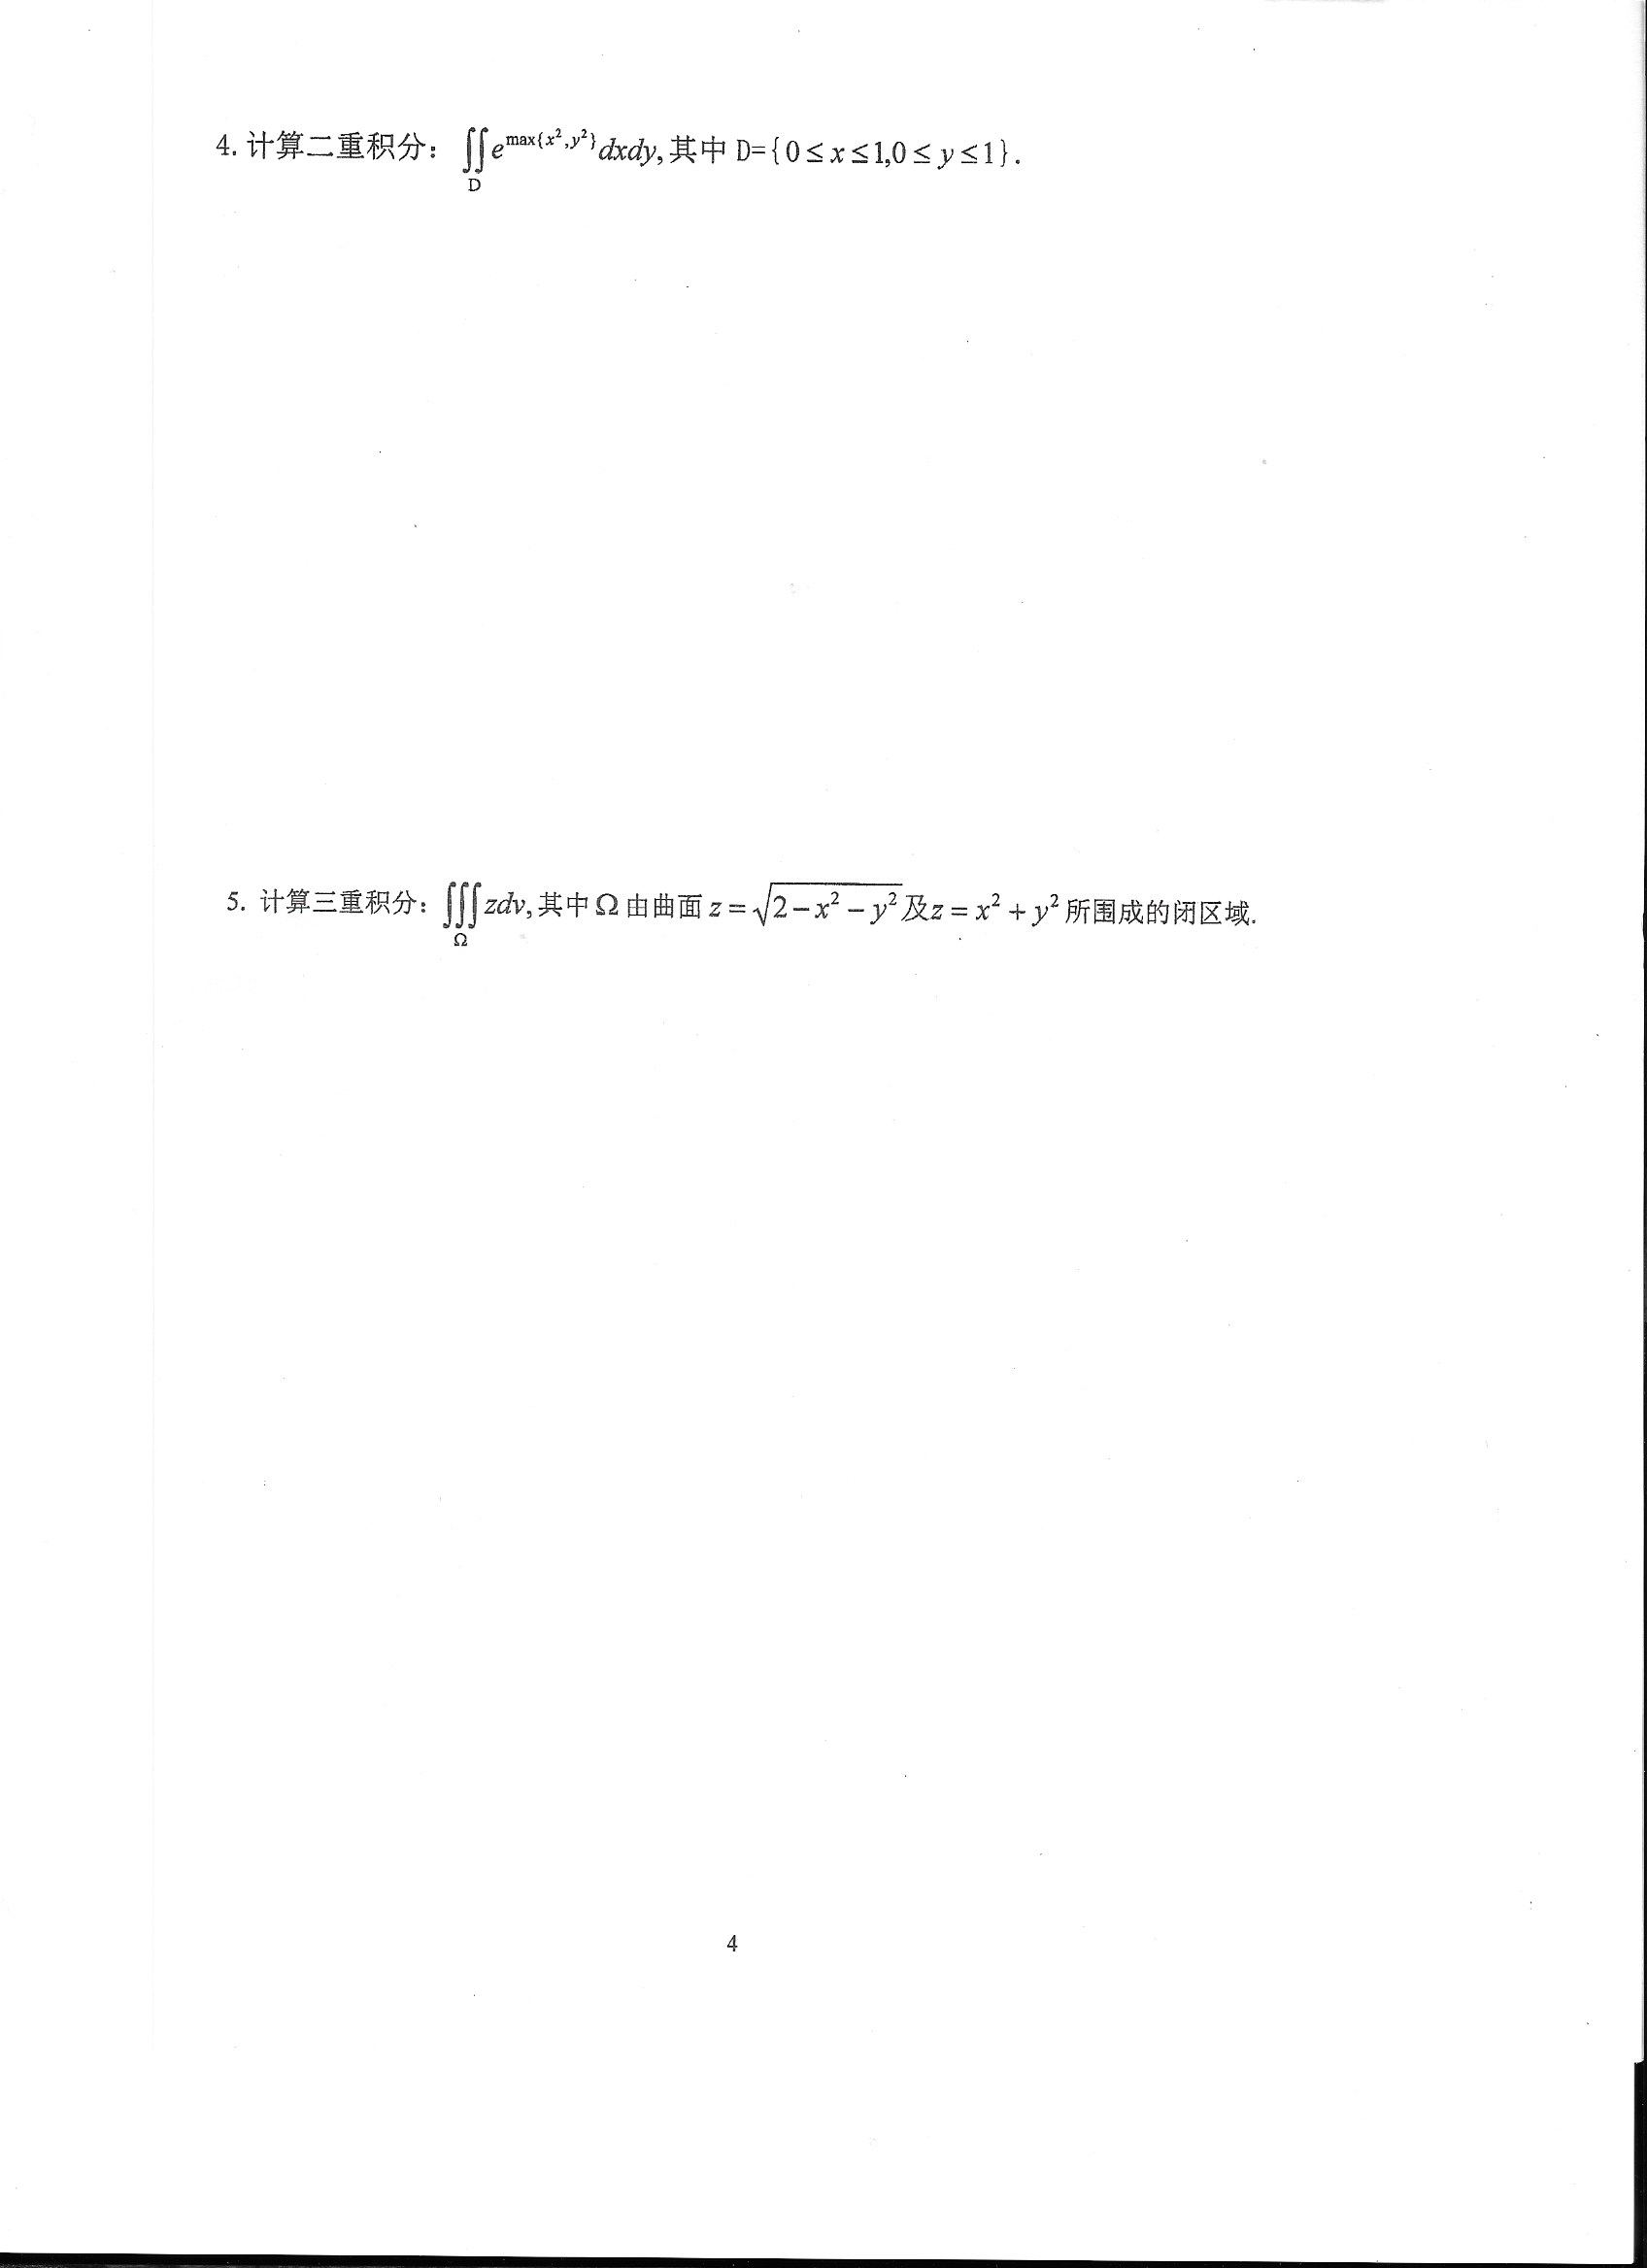 4. 计算二重积分： ∬_D e^{max{x²,y²}} dxdy, 其中 D={0≤x≤1,0≤y≤1}.
5. 计算三重积分: ∭_Ω zdv, 其中 Ω 由曲面 z=√(2−x²−y²) 及 z=x²+y² 所围成的闭区域.
4